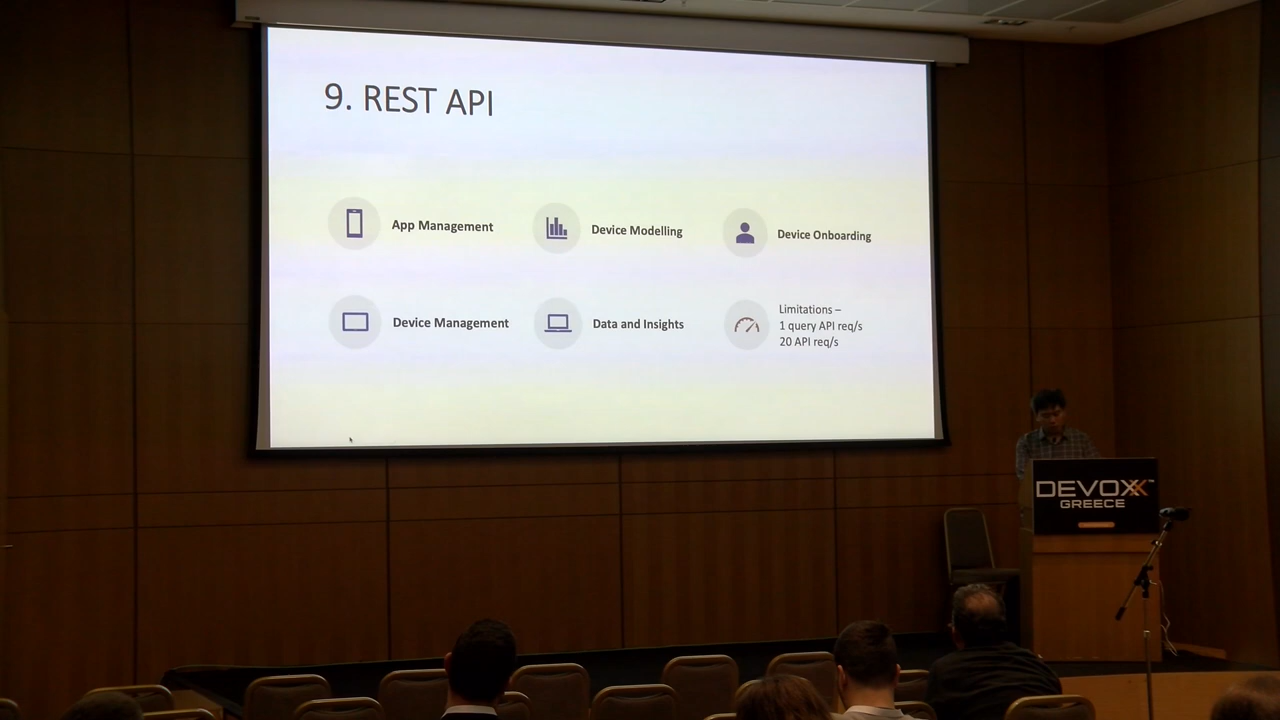 9. REST API
App Management
Device Modelling
Device Onboarding
Device Management
Data and Insights
Limitations –
1 query API req/s
20 API req/s
DEVOXX™
GREECE